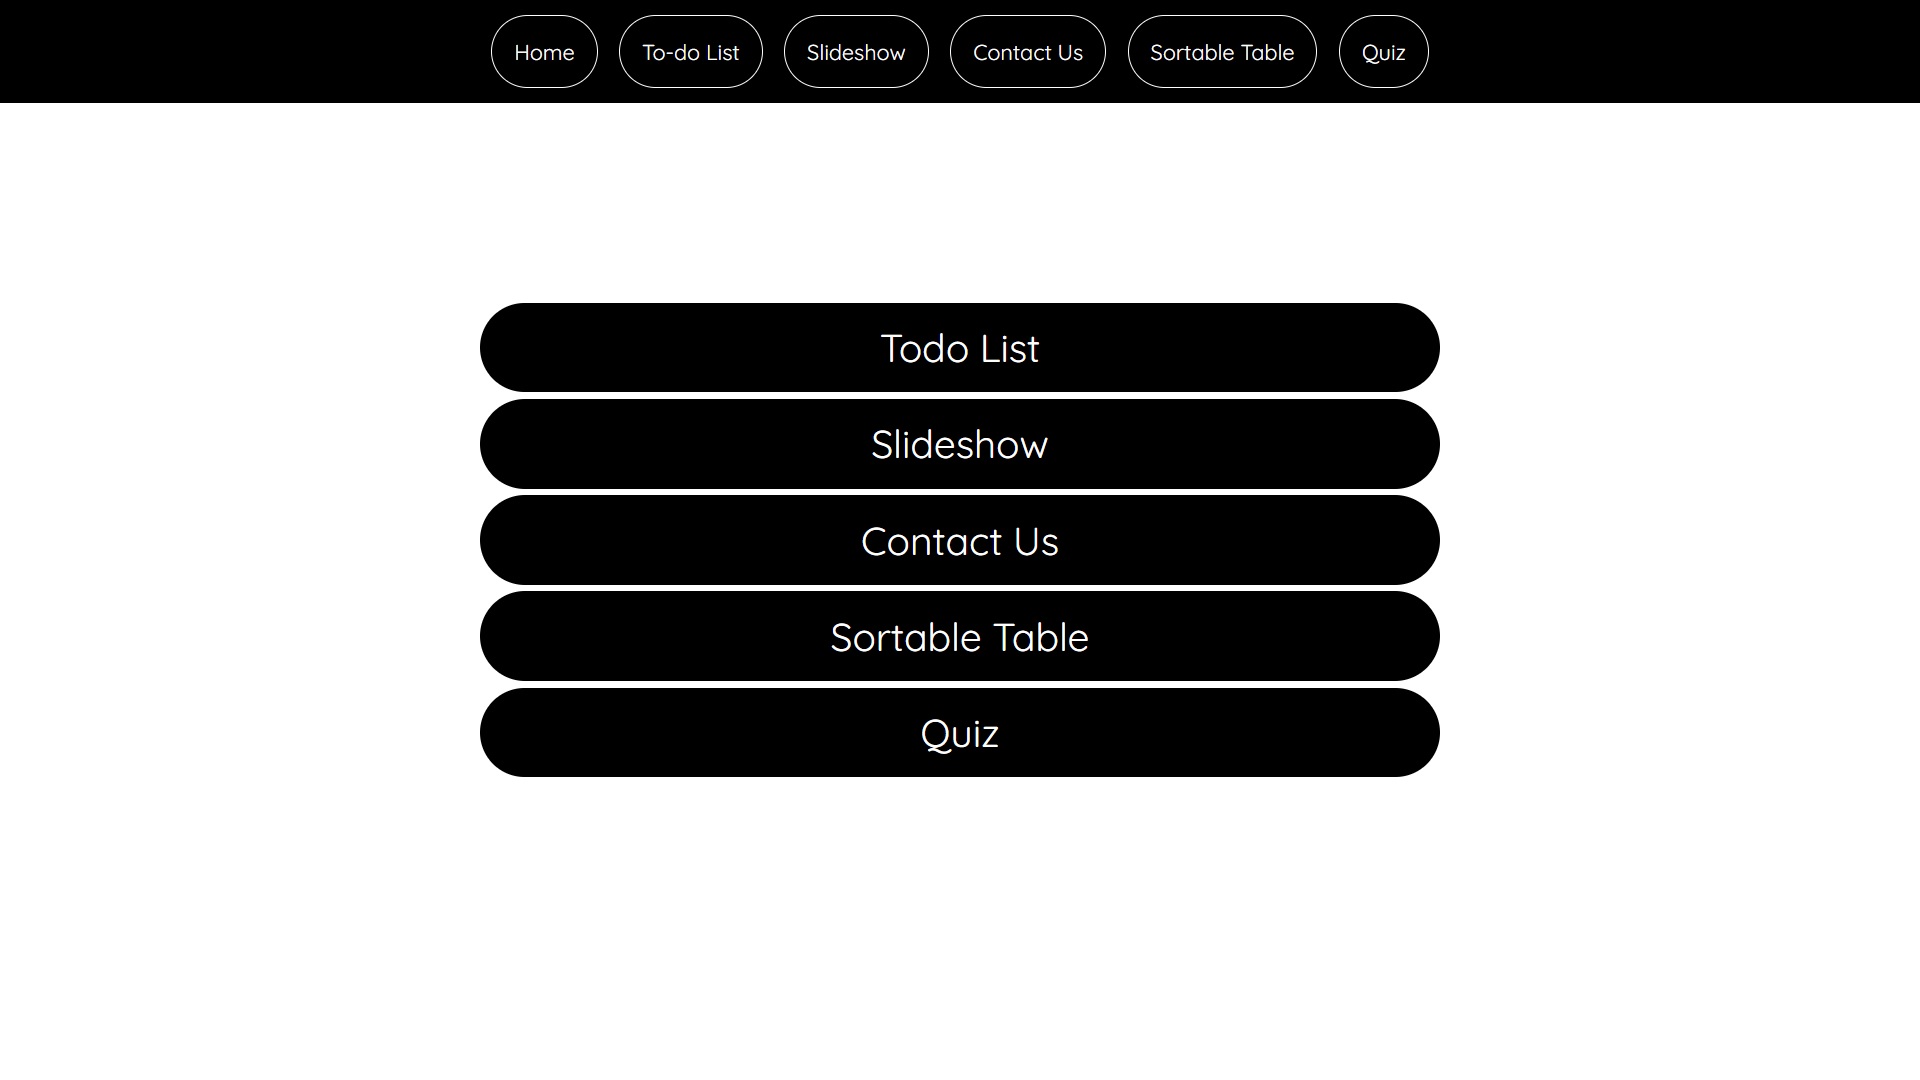 Home To-do List Slideshow Contact Us Sortable Table Quiz
Todo List
Slideshow
Contact Us
Sortable Table
Quiz